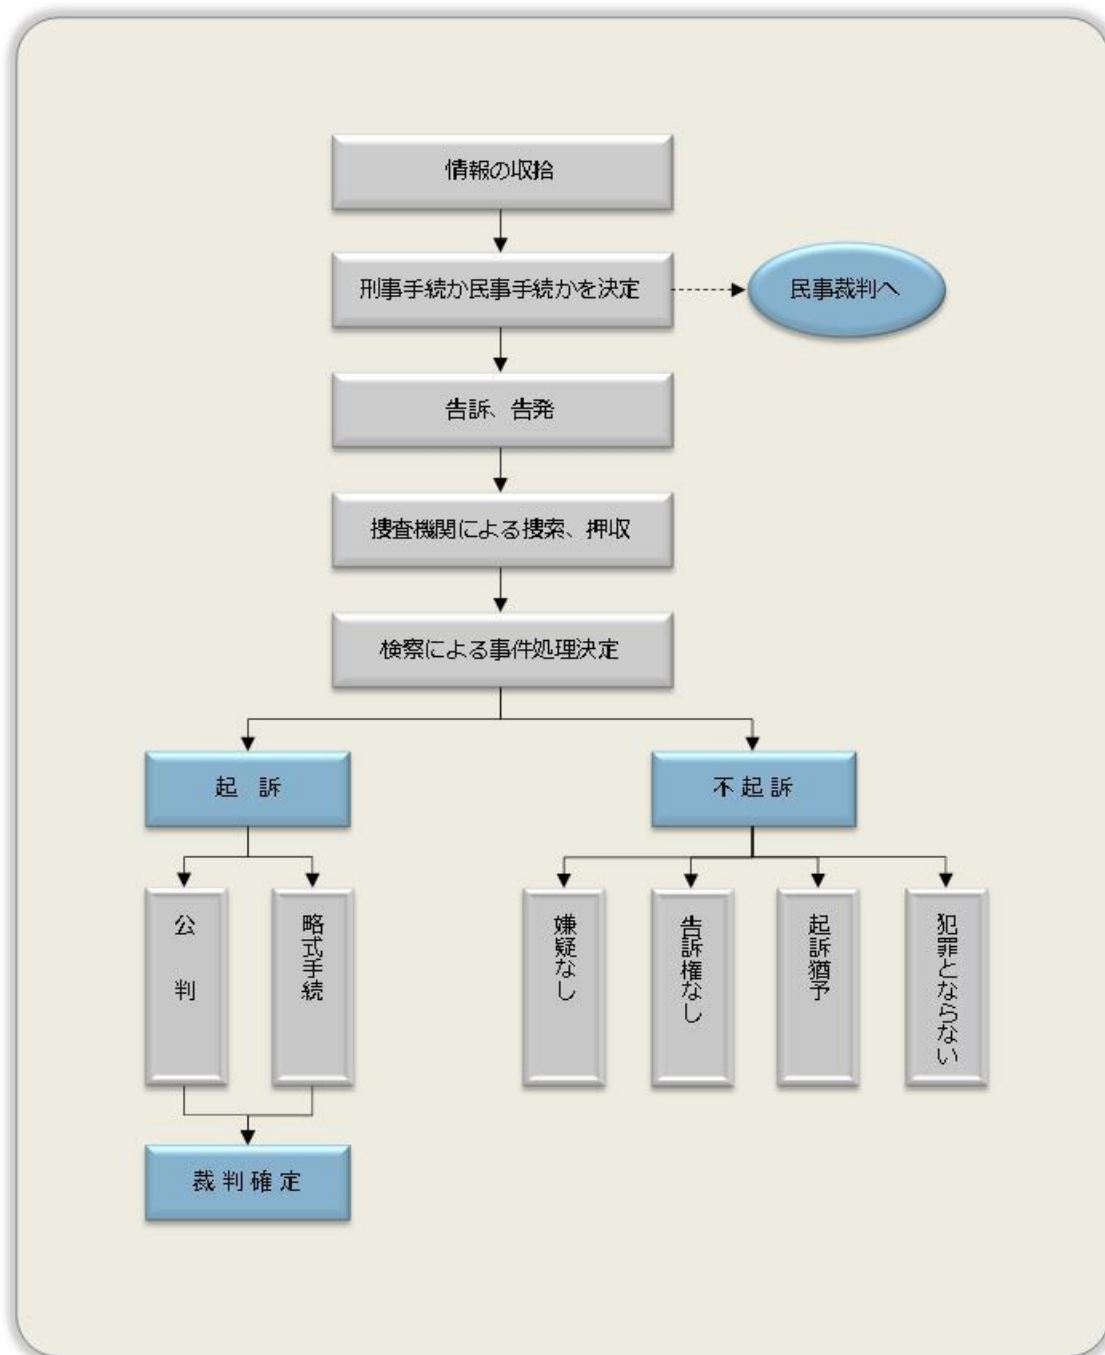 情報の収拾
刑事手続か民事手続かを決定
民事裁判へ
告訴、告発
捜査機関による捜索、押収
検察による事件処理決定
起　訴
不 起 訴
公　判
略式手続
嫌疑なし
告訴権なし
起訴猶予
犯罪とならない
裁 判 確 定